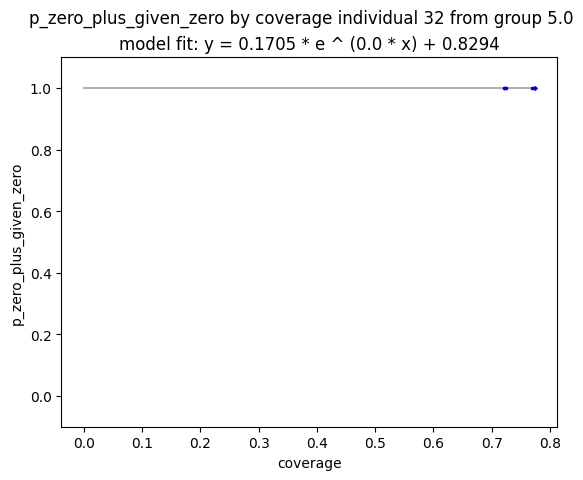 p_zero_plus_given_zero by coverage individual 32 from group 5.0
model fit: y = 0.1705 * e ^ (0.0 * x) + 0.8294
1.0
0.8
0.6
0.4
0.2
0.0
p_zero_plus_given_zero
0.0 0.1 0.2 0.3 0.4 0.5 0.6 0.7 0.8
coverage